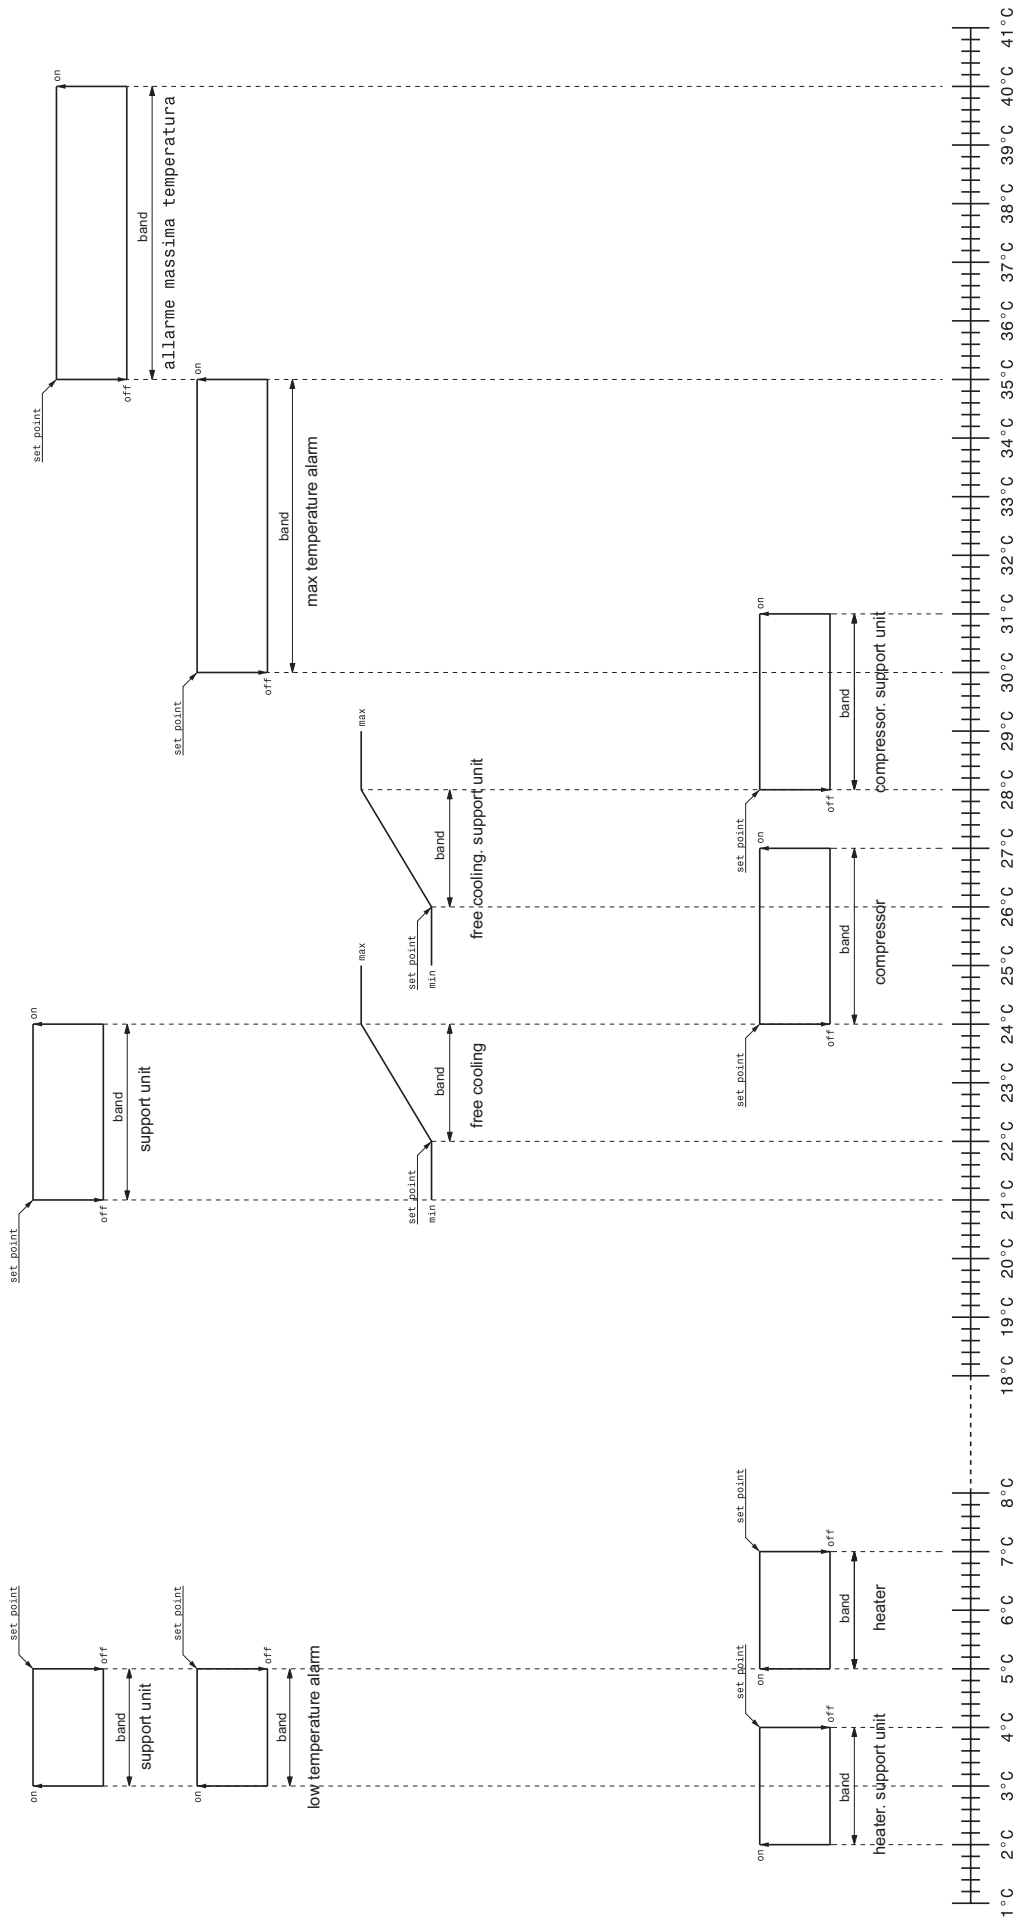 set point
on
off
band
support unit
set point
on
off
band
support unit
set point
on
off
band
allarme massima temperatura
set point
on
off
band
low temperature alarm
set point
on
off
band
max temperature alarm
max
set point
min
band
free cooling
max
set point
min
band
free cooling. support unit
set point
on
off
band
heater. support unit
set point
on
off
band
heater
set point
on
off
band
compressor
set point
on
off
band
compressor. support unit
1°C
2°C
3°C
4°C
5°C
6°C
7°C
8°C
18°C
19°C
20°C
21°C
22°C
23°C
24°C
25°C
26°C
27°C
28°C
29°C
30°C
31°C
32°C
33°C
34°C
35°C
36°C
37°C
38°C
39°C
40°C
41°C